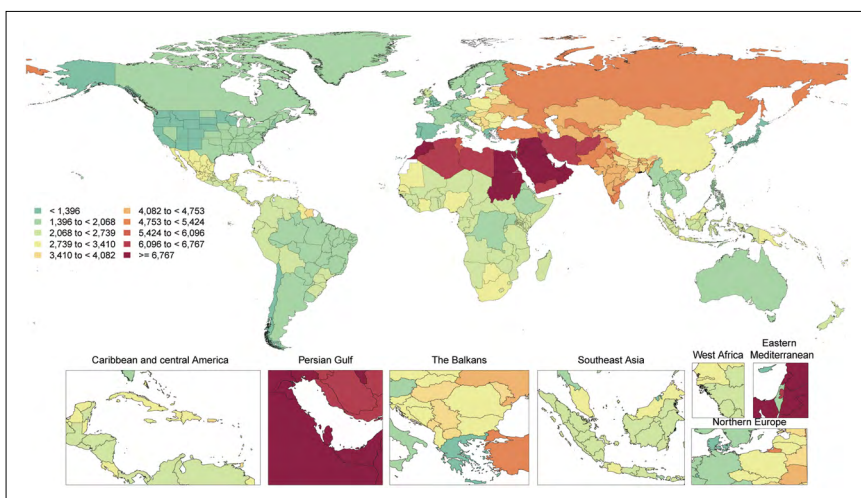 < 1,396
1,396 to < 2,068
2,068 to < 2,739
2,739 to < 3,410
3,410 to < 4,082
4,082 to < 4,753
4,753 to < 5,424
5,424 to < 6,096
6,096 to < 6,767
>= 6,767
Caribbean and central America
Persian Gulf
The Balkans
Southeast Asia
West Africa
Eastern
Mediterranean
Northern Europe